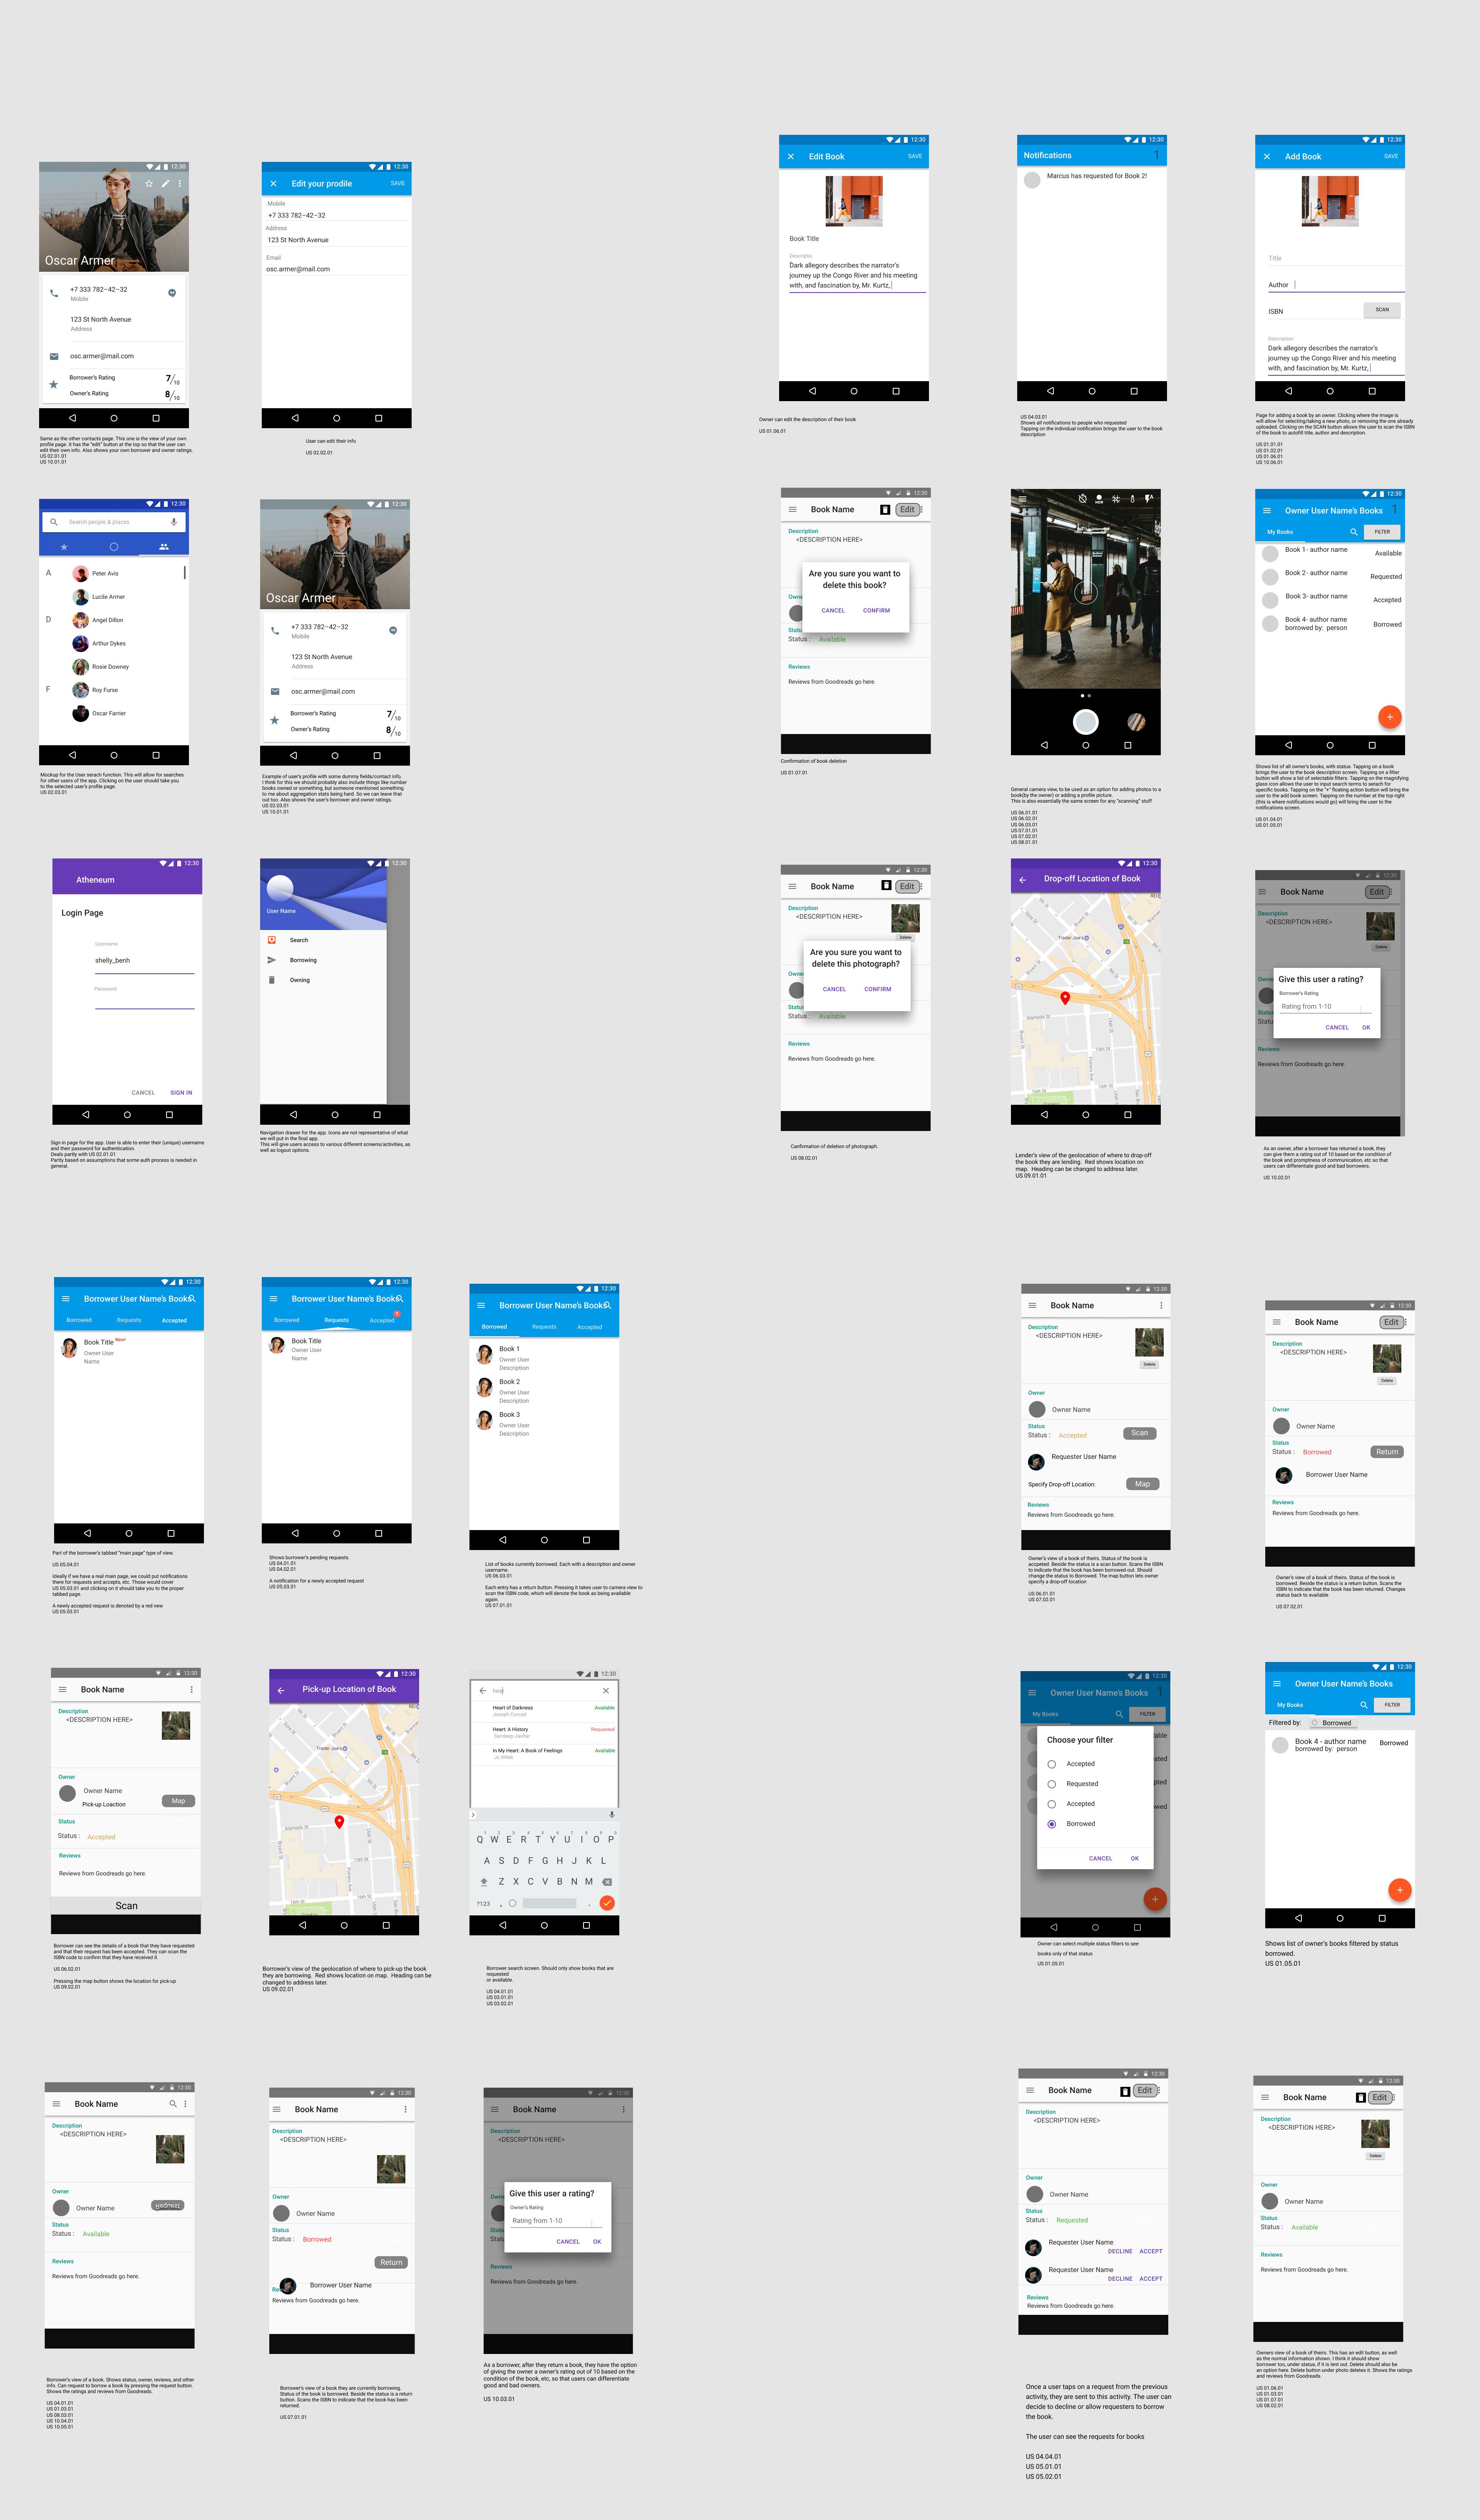 12:30
Oscar Armer
+7 333 782–42–32
Mobile
123 St North Avenue
Address
osc.armer@mail.com
Borrower's Rating 7/10
Owner's Rating 8/10
Same as the other contacts page. This one is the view of your own
profile page. It has the "edit" button at the top so that the user can
edit their own info. Also shows your own borrower and owner ratings.
US 02.01.01
US 10.01.01
12:30
Edit your prodile SAVE
Mobile
+7 333 782–42–32
Address
123 St North Avenue
Email
osc.armer@mail.com
User can edit their info
US 02.02.01
12:30
Edit Book SAVE
Book Title
Descriptio
Dark allegory describes the narrator's
journey up the Congo River and his meeting
with, and fascination by, Mr. Kurtz,
Owner can edit the description of their book
US 01.06.01
12:30
Notifications 1
Marcus has requested for Book 2!
US 04.03.01
Shows all notifications to people who requested
Tapping on the individual notification brings the user to the book
description
12:30
Add Book SAVE
Title
Author
ISBN SCAN
Description
Dark allegory describes the narrator's
journey up the Congo River and his meeting
with, and fascination by, Mr. Kurtz,
Page for adding a book by an owner. Clicking where the image is
will allow for selecting/taking a new photo, or removing the one already
uploaded. Clicking on the SCAN button allows the user to scan the ISBN
of the book to autofill title, author and description.
US 01.01.01
US 01.02.01
US 01.06.01
US 10.06.01
12:30
Search people & places
A
Peter Avis
Lucile Armer
D
Angel Dillon
Arthur Dykes
Rosie Downey
F
Roy Furse
Oscar Farrier
Mockup for the User serach function. This will allow for searches
for other users of the app. Clicking on the user should take you
to the selected user's profile page.
US 02.03.01
12:30
Oscar Armer
+7 333 782–42–32
Mobile
123 St North Avenue
Address
osc.armer@mail.com
Borrower's Rating 7/10
Owner's Rating 8/10
Example of user's profile with some dummy fields/contact info.
I think for this we should probably also include things like number
books owned or something, but someone mentioned something
to me about aggregation stats being hard. So we can leave that
out too. Also shows the user's borrower and owner ratings.
US 02.03.01
US 10.01.01
12:30
Book Name Edit
Description
<DESCRIPTION HERE>
Are you sure you want to
delete this book?
CANCEL CONFIRM
Owne
Statu
Status : Available
Reviews
Reviews from Goodreads go here.
Confirmation of book deletion
US 01.07.01
General camera view, to be used as an option for adding photos to a
book(by the owner) or adding a profile picture.
This is also essentially the same screen for any "scanning" stuff
US 06.01.01
US 06.02.01
US 06.03.01
US 07.01.01
US 07.02.01
US 08.01.01
12:30
Owner User Name's Books 1
My Books FILTER
Book 1- author name Available
Book 2- author name Requested
Book 3- author name Accepted
Book 4- author name
borrowed by: person Borrowed
Shows list of all owner's books, with status. Tapping on a book
brings the user to the book description screen. Tapping on a filter
button will show a list of selectable filters. Tapping on the magnifying
glass icon allows the user to input search terms to serach for
specific books. Tapping on the "+" floating action button will bring the
user to the add book screen. Tapping on the number at the top right
(this is where notifications would go) will bring the user to the
notifications screen.
US 01.04.01
US 01.05.01
12:30
Atheneum
Login Page
Username
shelly_benh
Password
CANCEL SIGN IN
Sign in page for the app. User is able to enter their (unique) username
and their password for authentication.
Deals partly with US 02.01.01
Partly based on assumptions that some auth process is needed in
general.
12:30
User Name
Search
Borrowing
Owning
Navigation drawer for the app. Icons are not representative of what
we will put in the final app.
This will give users access to various different screens/activities, as
well as logout options.
12:30
Book Name Edit
Description
<DESCRIPTION HERE>
Delete
Are you sure you want to
delete this photograph?
CANCEL CONFIRM
Owne
Statu
Status : Available
Reviews
Reviews from Goodreads go here.
Canfirmation of deletion of photograph.
US 08.02.01
12:30
Drop-off Location of Book
Trader Joe's
Lender's view of the geolocation of where to drop-off
the book they are lending. Red shows location on
map. Heading can be changed to address later.
US 09.01.01
12:30
Book Name Edit
Description
<DESCRIPTION HERE>
Delete
Give this user a rating?
Borrower's Rating
Rating from 1-10
CANCEL OK
Reviews
Reviews from Goodreads go here.
As an owner, after a borrower has returned a book, they
can give them a rating out of 10 based on the condition of
the book and promptness of communication, etc so that
users can differentiate good and bad borrowers.
US 10.02.01
12:30
Borrower User Name's Books
Borrowed Requests Accepted
Book Title New!
Owner User
Name
Part of the borrower's tabbed "main page" type of view.
US 05.04.01
Ideally if we have a real main page, we could put notifications
there for requests and accepts, etc. Those would cover
US 05.03.01 and clicking on it should take you to the proper
tabbed page.
A newly accepted request is denoted by a red new
US 05.03.01
12:30
Borrower User Name's Books
Borrowed Requests Accepted 1
Book Title
Owner User
Name
Shows burrower's pending requests.
US 04.01.01
US 04.02.01
A notification for a newly accepted request
US 05.03.01
12:30
Borrower User Name's Books
Borrowed Requests Accepted
Book 1
Owner User
Description
Book 2
Owner User
Description
Book 3
Owner User
Description
List of books currently borrowed. Each with a description and owner
username.
US 06.03.01
Each entry has a return button. Pressing it takes user to camera view to
scan the ISBN code, which will denote the book as being available
again.
US 07.01.01
12:30
Book Name
Description
<DESCRIPTION HERE>
Delete
Owner
Owner Name
Status
Status : Accepted Scan
Requester User Name
Specify Drop-off Location: Map
Reviews
Reviews from Goodreads go here.
Owner's view of a book of theirs. Status of the book is
accpeted. Beside the status is a scan button. Scans the ISBN
to indicate that the book has been borrowed out. Should
change the status to Borrowed. The map button lets owner
specify a drop-off location
US 06.01.01
US 07.02.01
12:30
Book Name Edit
Description
<DESCRIPTION HERE>
Delete
Owner
Owner Name
Status
Status : Borrowed Return
Borrower User Name
Reviews
Reviews from Goodreads go here.
Owner's view of a book of theirs. Status of the book is
borrowed. Beside the status is a return button. Scans the
ISBN to indicate that the book has been returned. Changes
status back to available
US 07.02.01
12:30
Book Name
Description
<DESCRIPTION HERE>
Owner
Owner Name
Pick-up Loaction Map
Status
Status : Accepted
Reviews
Reviews from Goodreads go here.
Scan
Borrower can see the details of a book that they have requested
and that their request has been accepted. They can scan the
ISBN code to confirm that they have received it.
US 06.02.01
Pressing the map button shows the location for pick-up
US 09.02.01
12:30
Pick-up Location of Book
Trader Joe's
Borrower's view of the geolocation of where to pick-up the book
they are borrowing. Red shows location on map. Heading can be
changed to address later.
US 09.02.01
12:30
hea
Heart of Darkness Available
Joseph Conrad
Heart: A History Requested
Sandeep Jauhar
In My Heart: A Book of Feelings Available
Jo Witek
Q W E R T Y U I O P
A S D F G H J K L
Z X C V B N M
?123 , .
Borrower search screen. Should only show books that are
requested
or available.
US 04.01.01
US 03.01.01
US 03.02.01
12:30
Owner User Name's Books 1
My Books FILTER
Choose your filter
Accepted
Requested
Accepted
Borrowed
CANCEL OK
Owner can select multiple status filters to see
books only of that status
US 01.05.01
12:30
Owner User Name's Books
My Books FILTER
Filtered by: Borrowed
Book 4 - author name Borrowed
borrowed by: person
Shows list of owner's books filtered by status
borrowed.
US 01.05.01
12:30
Book Name
Description
<DESCRIPTION HERE>
Owner
Owner Name Request
Status
Status : Available
Reviews
Reviews from Goodreads go here.
Borrower's view of a book. Shows status, owner, reviews, and other
info. Can request to borrow a book by pressing the request button.
Shows the ratings and reviews from Goodreads.
US 04.01.01
US 01.03.01
US 08.03.01
US 10.04.01
US 10.05.01
12:30
Book Name
Description
<DESCRIPTION HERE>
Owner
Owner Name
Status
Status : Borrowed
Return
Borrower User Name
Reviews from Goodreads go here.
Borrower's view of a book they are currently borrowing.
Status of the book is borrowed. Beside the status is a return
button. Scans the ISBN to indicate that the book has been
returned.
US 07.01.01
12:30
Book Name
Description
<DESCRIPTION HERE>
Give this user a rating?
Owner's Rating
Rating from 1-10
CANCEL OK
Reviews
Reviews from Goodreads go here.
As a borrower, after they return a book, they have the option
of giving the owner a owner's rating out of 10 based on the
condition of the book, etc, so that users can differentiate
good and bad owners.
US 10.03.01
12:30
Book Name Edit
Description
<DESCRIPTION HERE>
Owner
Owner Name
Status
Status : Requested
Requester User Name
DECLINE ACCEPT
Requester User Name
DECLINE ACCEPT
Reviews
Reviews from Goodreads go here.
Once a user taps on a request from the previous
activity, they are sent to this activity. The user can
decide to decline or allow requesters to borrow
the book.
The user can see the requests for books
US 04.04.01
US 05.01.01
US 05.02.01
12:30
Book Name Edit
Description
<DESCRIPTION HERE>
Delete
Owner
Owner Name
Status
Status : Available
Reviews
Reviews from Goodreads go here.
Owners view of a book of theirs. This has an edit button, as well
as the normal information shown. I think it should show
borrower too, under status, if it is lent out. Delete should also be
an option here. Delete button under photo deletes it. Shows the ratings
and reviews from Goodreads.
US 01.06.01
US 01.03.01
US 01.07.01
US 08.02.01